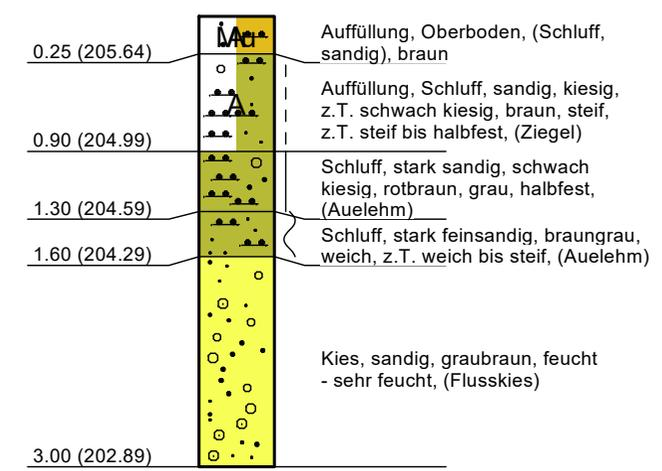 Mu
A
Auffüllung, Oberboden, (Schluff,
sandig), braun
0.25 (205.64)
A
Auffüllung, Schluff, sandig, kiesig,
z.T. schwach kiesig, braun, steif,
z.T. steif bis halbfest, (Ziegel)
0.90 (204.99)
Schluff, stark sandig, schwach
kiesig, rotbraun, grau, halbfest,
(Auelehm)
1.30 (204.59)
Schluff, stark feinsandig, braungrau,
weich, z.T. weich bis steif, (Auelehm)
1.60 (204.29)
Kies, sandig, graubraun, feucht
- sehr feucht, (Flusskies)
3.00 (202.89)